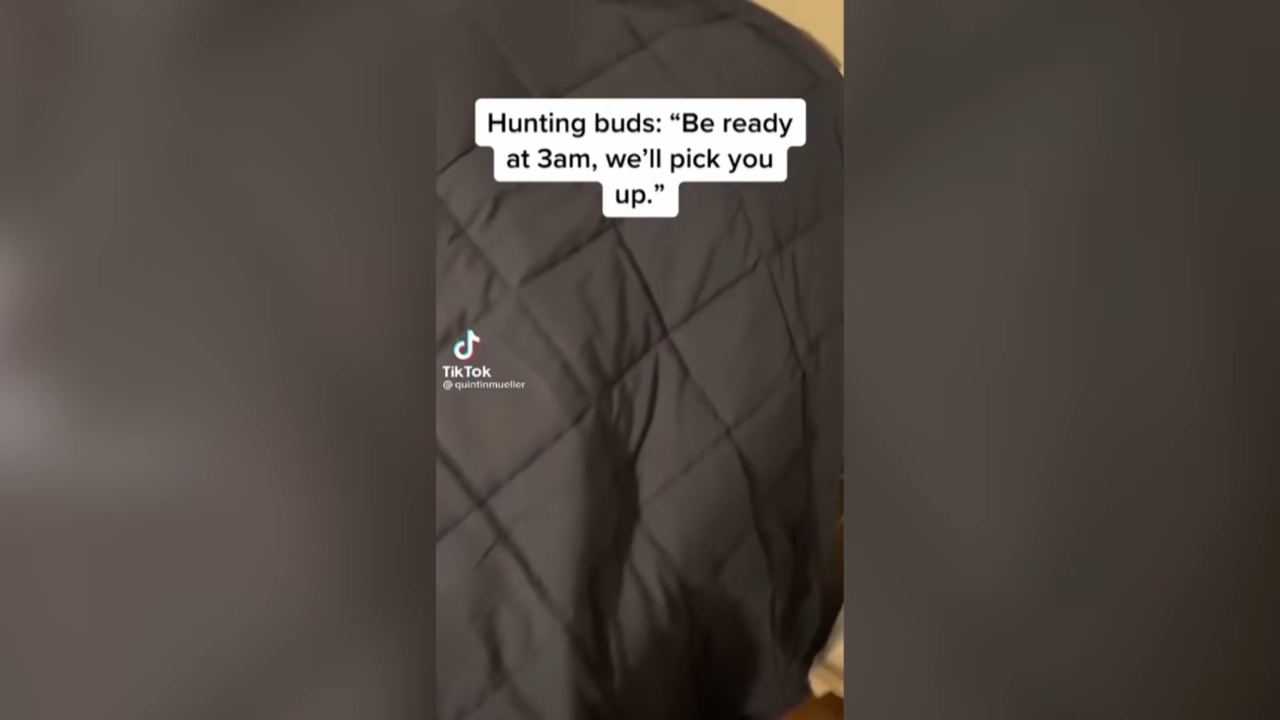 Hunting buds: “Be ready
at 3am, we’ll pick you
up.”
TikTok
@quintinmueller